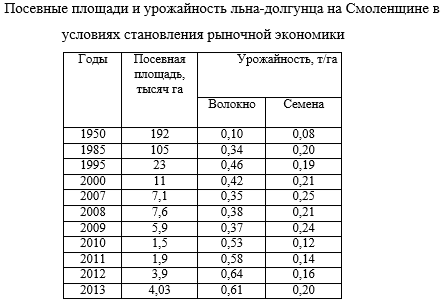 Посевные площади и урожайность льна-долгунца на Смоленщине в
условиях становления рыночной экономики
Годы Посевная площадь, тысяч га Урожайность, т/га
Волокно Семена
1950 192 0,10 0,08
1985 105 0,34 0,20
1995 23 0,46 0,19
2000 11 0,42 0,21
2007 7,1 0,35 0,25
2008 7,6 0,38 0,21
2009 5,9 0,37 0,24
2010 1,5 0,53 0,12
2011 1,9 0,58 0,14
2012 3,9 0,64 0,16
2013 4,03 0,61 0,20